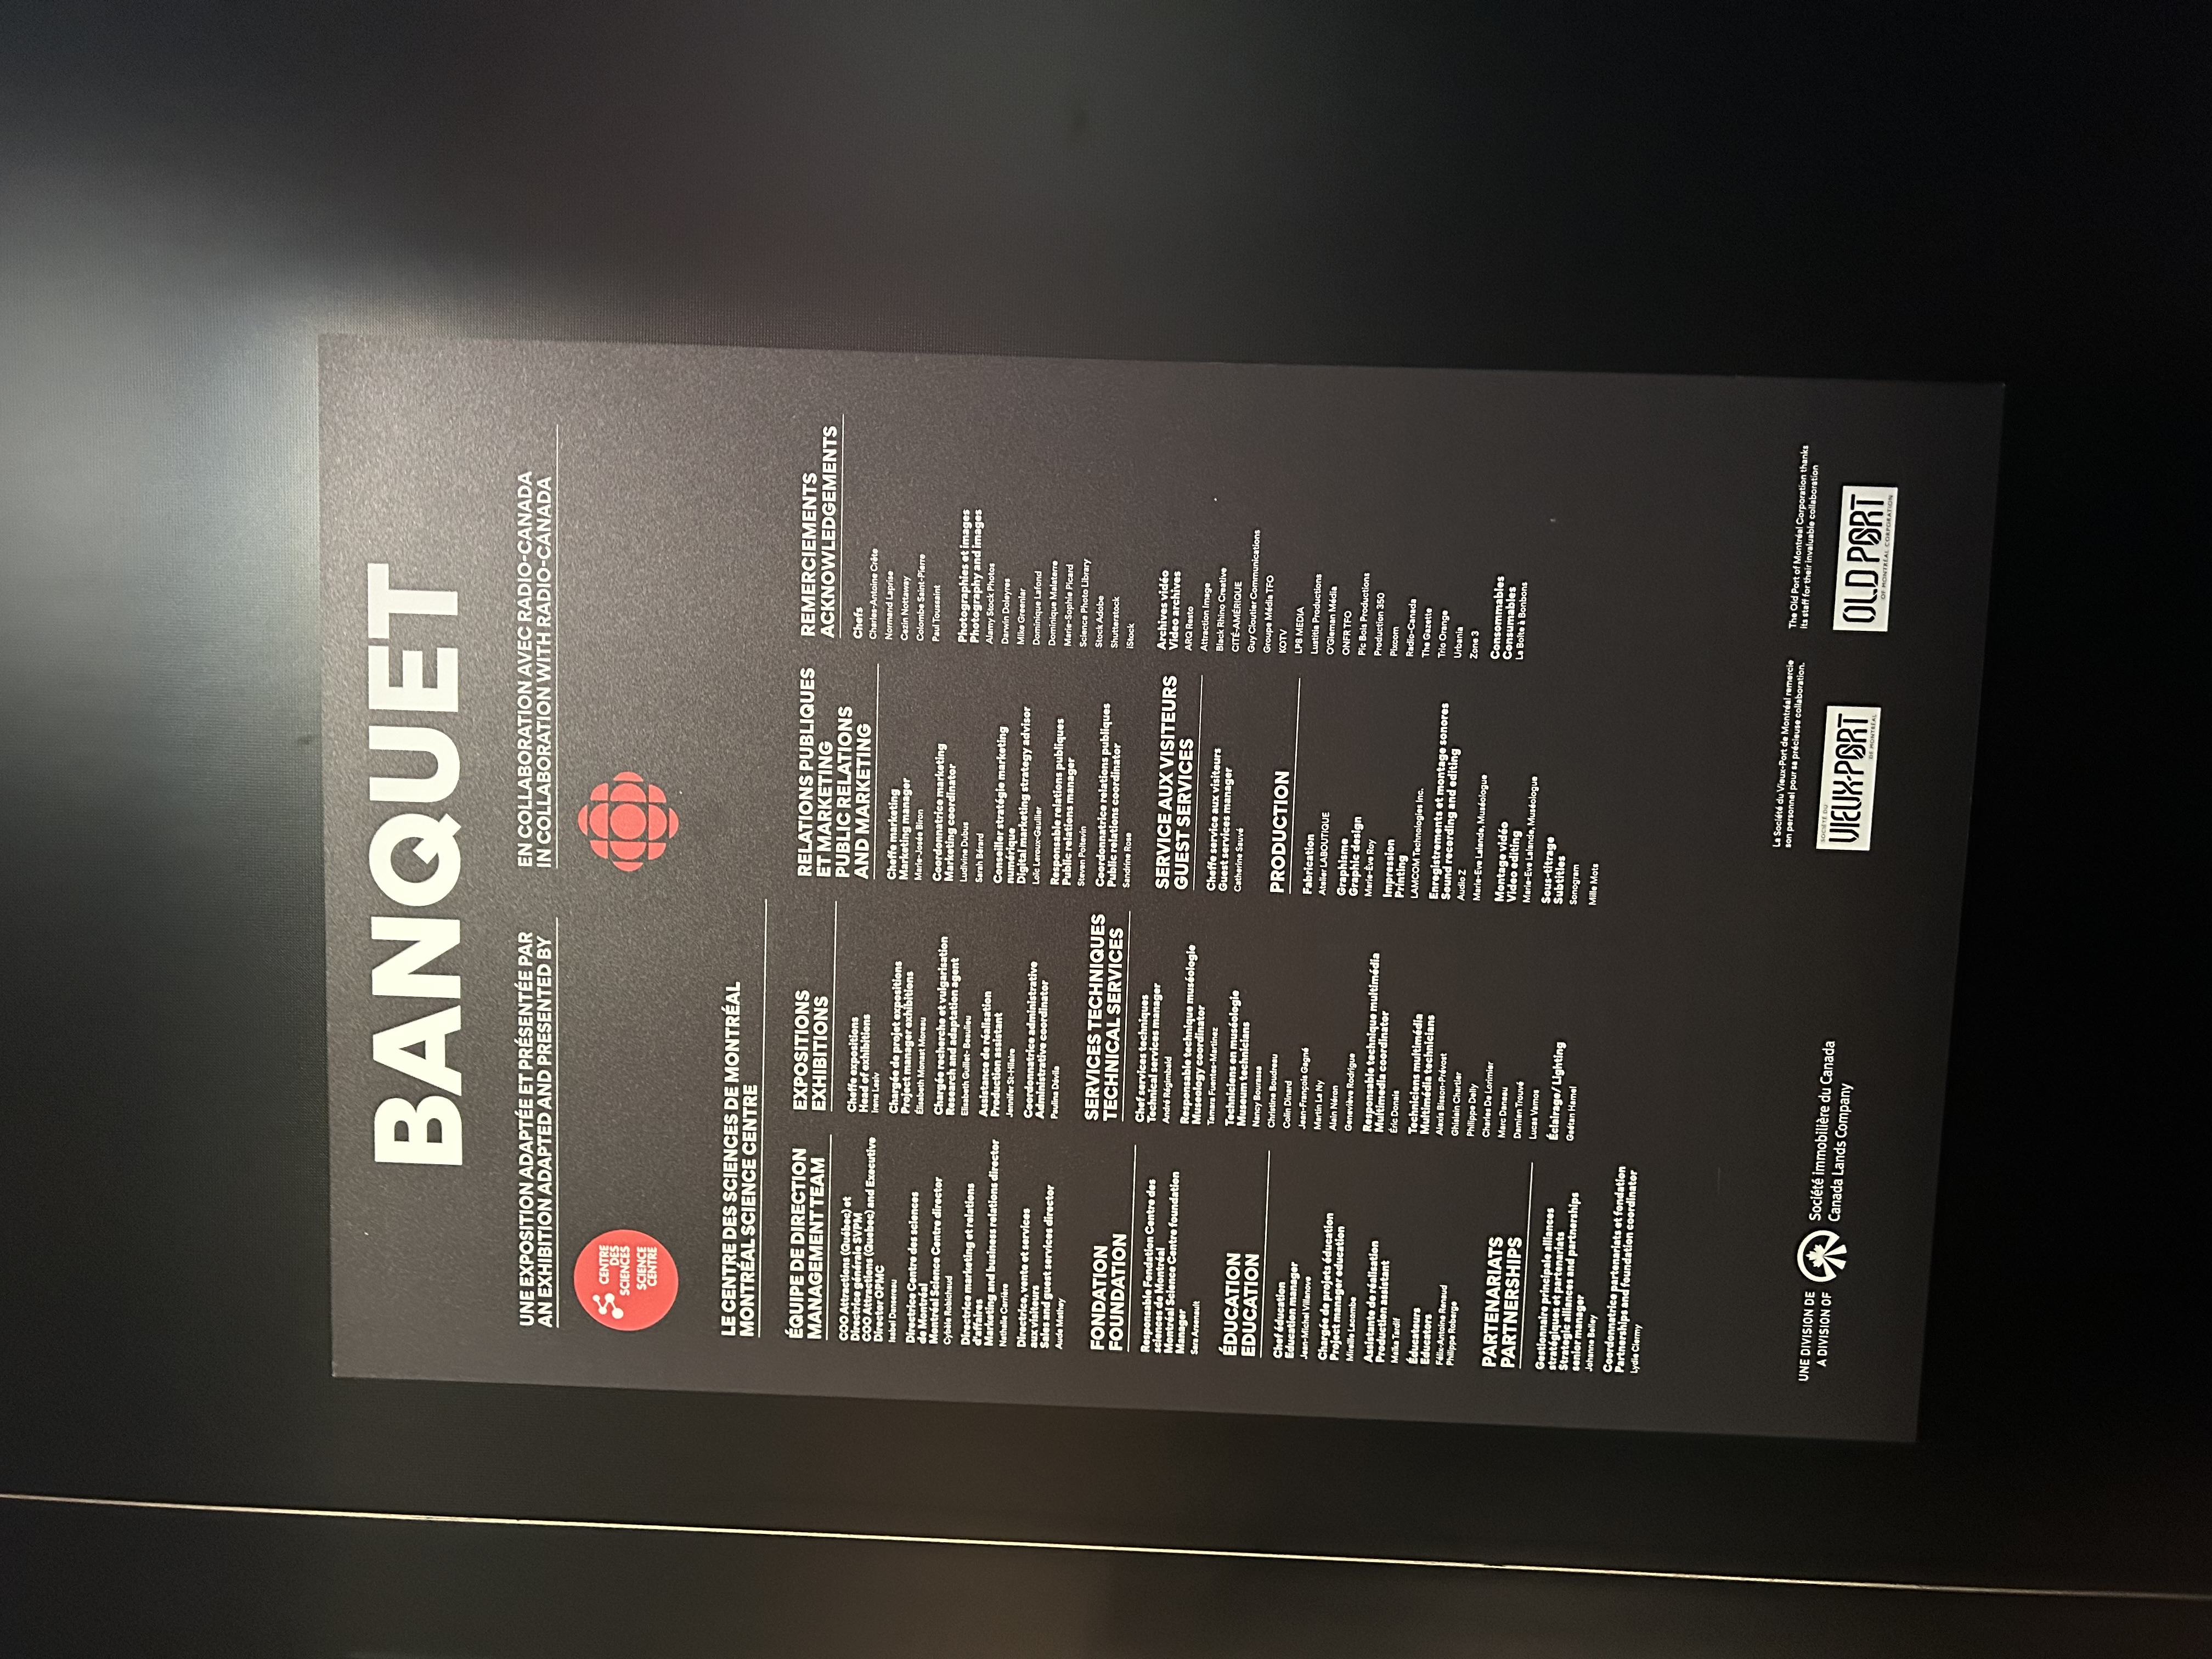 BANQUET
UNE EXPOSITION ADAPTÉE ET PRÉSENTÉE PAR
AN EXHIBITION ADAPTED AND PRESENTED BY
CENTRE
DES
SCIENCES
SCIENCE
CENTRE
EN COLLABORATION AVEC RADIO-CANADA
IN COLLABORATION WITH RADIO-CANADA
LE CENTRE DES SCIENCES DE MONTRÉAL
MONTRÉAL SCIENCE CENTRE
ÉQUIPE DE DIRECTION
MANAGEMENT TEAM
COO Attractions (Québec) et
Directrice générale SVPM
COO Attractions (Quebec) and Executive
Director OPMC
Isabel Dansereau
Directrice Centre des sciences
de Montréal
Montréal Science Centre director
Cybèle Robichaud
Directrice marketing et relations
d'affaires
Marketing and business relations director
Nathalie Carrière
Directrice, vente et services
aux visiteurs
Sales and guest services director
Aude Mathey
FONDATION
FOUNDATION
Responsable Fondation Centre des
sciences de Montréal
Montréal Science Centre foundation
Manager
Sara Arsenault
ÉDUCATION
EDUCATION
Chef éducation
Education manager
Jean-Michel Villanove
Chargée de projets éducation
Project manager education
Mireille Lacombe
Assistante de réalisation
Production assistant
Maïka Tardif
Éducateurs
Educators
Félix-Antoine Renaud
Philippe Roberge
PARTENARIATS
PARTNERSHIPS
Gestionnaire principale alliances
stratégiques et partenariats
Strategic alliances and partnerships
senior manager
Johanne Belley
Coordonnatrice partenariats et fondation
Partnerships and foundation coordinator
Lydie Clermy
EXPOSITIONS
EXHIBITIONS
Cheffe expositions
Head of exhibitions
Irena Lesiv
Chargée de projet expositions
Project manager exhibitions
Élisabeth Monast Moreau
Chargée recherche et vulgarisation
Research and adaptation agent
Elisabeth Guillet- Beaulieu
Assistance de réalisation
Production assistant
Jennifer St-Hilaire
Coordonnatrice administrative
Administrative coordinator
Paulina Dávila
SERVICES TECHNIQUES
TECHNICAL SERVICES
Chef services techniques
Technical services manager
André Régimbald
Responsable technique muséologie
Museology coordinator
Tamara Fuentes-Martinez
Techniciens en muséologie
Museum technicians
Nancy Bourassa
Christine Boudreau
Colin Dinard
Jean-François Gagné
Martin Le Ny
Alain Néron
Geneviève Rodrigue
Responsable technique multimédia
Multimedia coordinator
Éric Donais
Techniciens multimédia
Multimédia technicians
Alexis Bisson-Prévost
Ghislain Chartier
Philippe Delly
Charles De Lorimier
Marc Daneau
Damien Trouvé
Lucas Vamos
Éclairage/ Lighting
Gaétan Hamel
RELATIONS PUBLIQUES
ET MARKETING
PUBLIC RELATIONS
AND MARKETING
Cheffe marketing
Marketing manager
Marie-Josée Biron
Coordonnatrice marketing
Marketing coordinator
Ludivine Dubus
Sarah Bérard
Conseiller stratégie marketing
numérique
Digital marketing strategy advisor
Loïc Leroux-Gaullier
Responsable relations publiques
Public relations manager
Steven Poitevin
Coordonnatrice relations publiques
Public relations coordinator
Sandrine Rose
SERVICE AUX VISITEURS
GUEST SERVICES
Cheffe service aux visiteurs
Guest services manager
Catherine Sauvé
PRODUCTION
Fabrication
Atelier LABOUTIQUE
Graphisme
Graphic design
Marie-Ève Roy
Impression
Printing
LAMCOM Technologies Inc.
Enregistrements et montage sonores
Sound recording and editing
Audio Z
Marie-Eve Lalande, Muséologue
Montage vidéo
Video editing
Marie-Eve Lalande, Muséologue
Sous-titrage
Subtitles
Sonogram
Mille Mots
REMERCIEMENTS
ACKNOWLEDGEMENTS
Chefs
Charles-Antoine Crête
Normand Laprise
Cezin Nottaway
Colombe Saint-Pierre
Paul Toussaint
Photographies et images
Photography and images
Alamy Stock Photos
Darwin Doleyres
Mike Greenlar
Dominique Lafond
Dominique Malaterre
Marie-Sophie Picard
Science Photo Library
Stock Adobe
Shutterstock
iStock
Archives vidéo
Video archives
ARQ Resto
Attraction Image
Black Rhino Creative
CITÉ-AMÉRIQUE
Guy Cloutier Communications
Groupe Média TFO
KOTV
LP8 MEDIA
Lustitia Productions
O'Gleman Média
ONFR TFO
Pic Bois Productions
Production 350
Pixcom
Radio-Canada
The Gazette
Trio Orange
Urbania
Zone 3
Consommables
Consumables
La Boîte à Bonbons
UNE DIVISION DE
A DIVISION OF
Société immobilière du Canada
Canada Lands Company
La Société du Vieux-Port de Montréal remercie
son personnel pour sa précieuse collaboration.
SOCIÉTÉ DU
VIEUX-PORT
DE MONTRÉAL
The Old Port of Montréal Corporation thanks
its staff for their invaluable collaboration
OLD PORT
OF MONTRÉAL CORPORATION